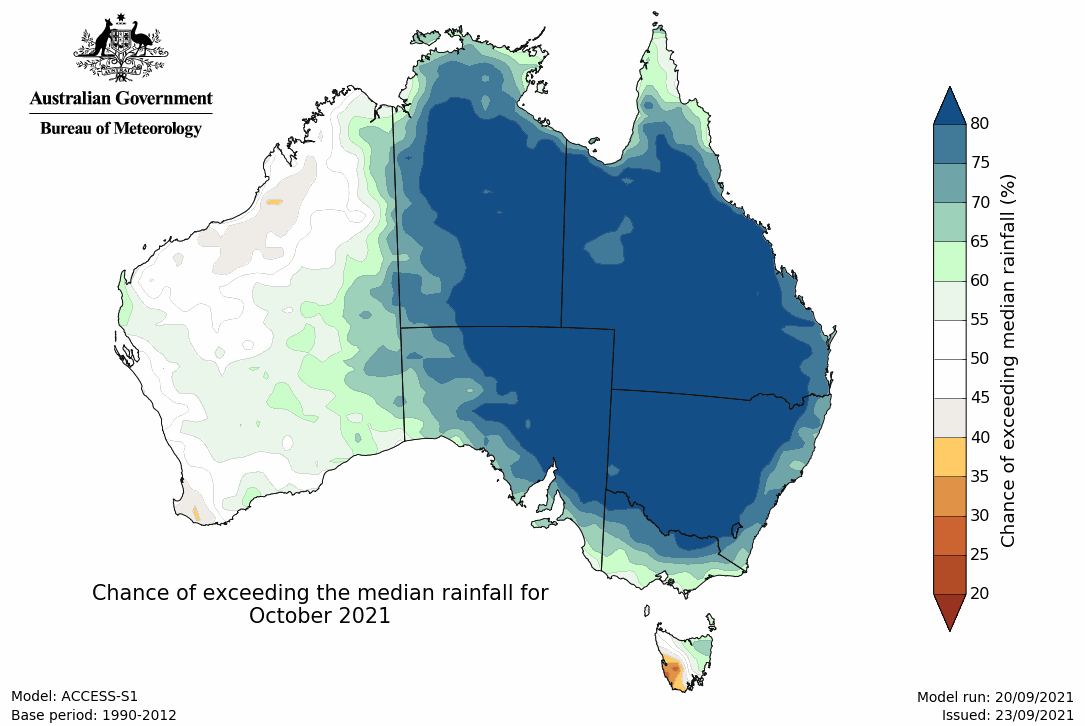 AUSTRALIA
Australian Government
Bureau of Meteorology
80
75
70
65
60
55
50
45
40
35
30
25
20
Chance of exceeding median rainfall (%)
Chance of exceeding the median rainfall for
October 2021
Model: ACCESS-S1
Base period: 1990-2012
Model run: 20/09/2021
Issued: 23/09/2021